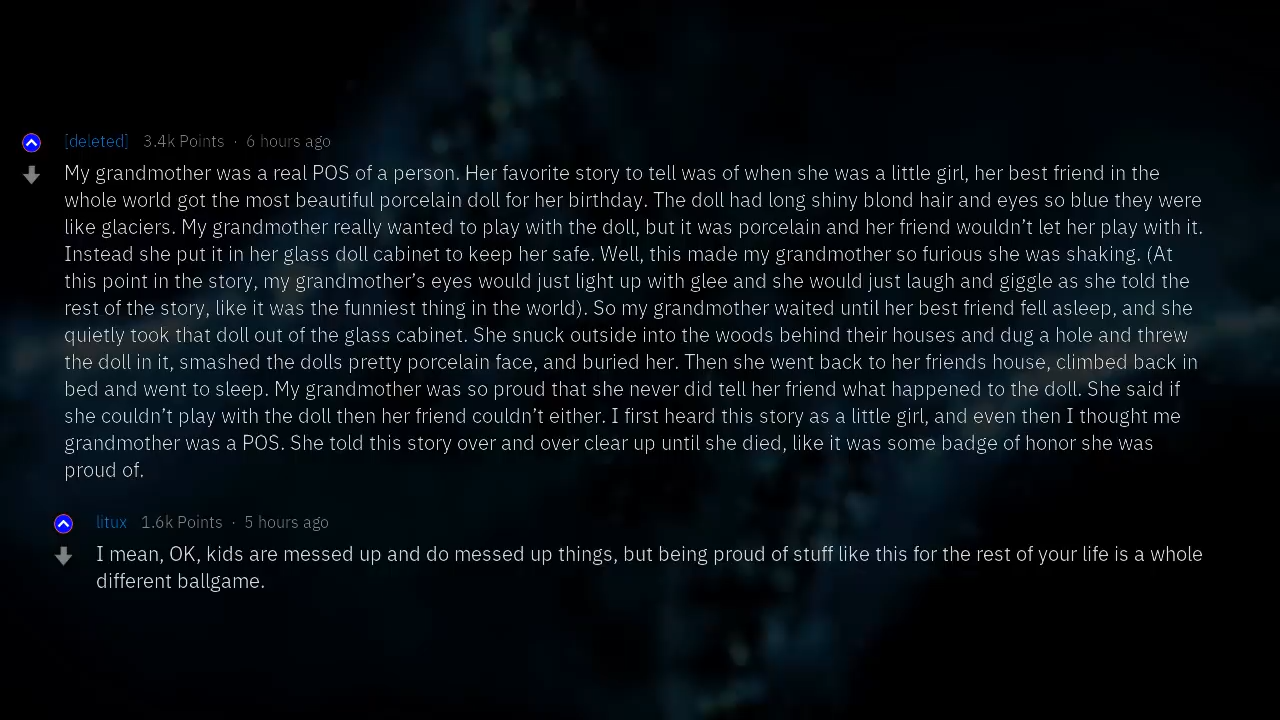 [deleted] 3.4k Points · 6 hours ago
My grandmother was a real POS of a person. Her favorite story to tell was of when she was a little girl, her best friend in the
whole world got the most beautiful porcelain doll for her birthday. The doll had long shiny blond hair and eyes so blue they were
like glaciers. My grandmother really wanted to play with the doll, but it was porcelain and her friend wouldn’t let her play with it.
Instead she put it in her glass doll cabinet to keep her safe. Well, this made my grandmother so furious she was shaking. (At
this point in the story, my grandmother’s eyes would just light up with glee and she would just laugh and giggle as she told the
rest of the story, like it was the funniest thing in the world). So my grandmother waited until her best friend fell asleep, and she
quietly took that doll out of the glass cabinet. She snuck outside into the woods behind their houses and dug a hole and threw
the doll in it, smashed the dolls pretty porcelain face, and buried her. Then she went back to her friends house, climbed back in
bed and went to sleep. My grandmother was so proud that she never did tell her friend what happened to the doll. She said if
she couldn’t play with the doll then her friend couldn’t either. I first heard this story as a little girl, and even then I thought me
grandmother was a POS. She told this story over and over clear up until she died, like it was some badge of honor she was
proud of.
litux 1.6k Points · 5 hours ago
I mean, OK, kids are messed up and do messed up things, but being proud of stuff like this for the rest of your life is a whole
different ballgame.